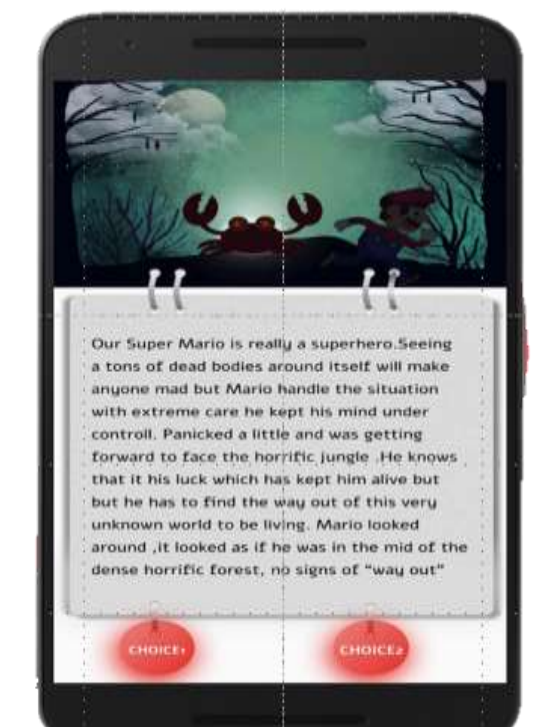 Our Super Mario is really a superhero.Seeing
a tons of dead bodies around itself will make
anyone mad but Mario handle the situation
with extreme care he kept his mind under
controll. Panicked a little and was getting
forward to face the horrific jungle .He knows
that it his luck which has kept him alive but
but he has to find the way out of this very
unknown world to be living. Mario looked
around ,it looked as if he was in the mid of the
dense horrific forest, no signs of "way out"
CHOICE1 CHOICE2